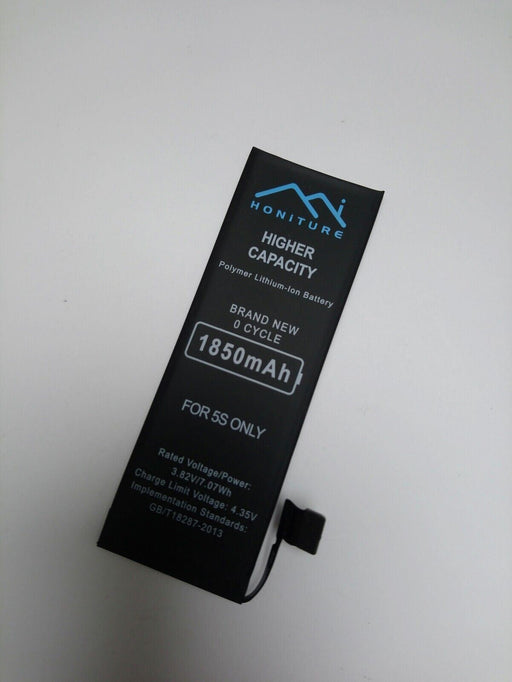 HONITURE
HIGHER
CAPACITY
Polymer Lithium-Ion Battery
BRAND NEW
0 CYCLE
1850mAh
FOR 5S ONLY
Rated Voltage/Power:
3.82V/7.07Wh
Charge Limit Voltage: 4.35V
Implementation Standards:
GB/T18287-2013